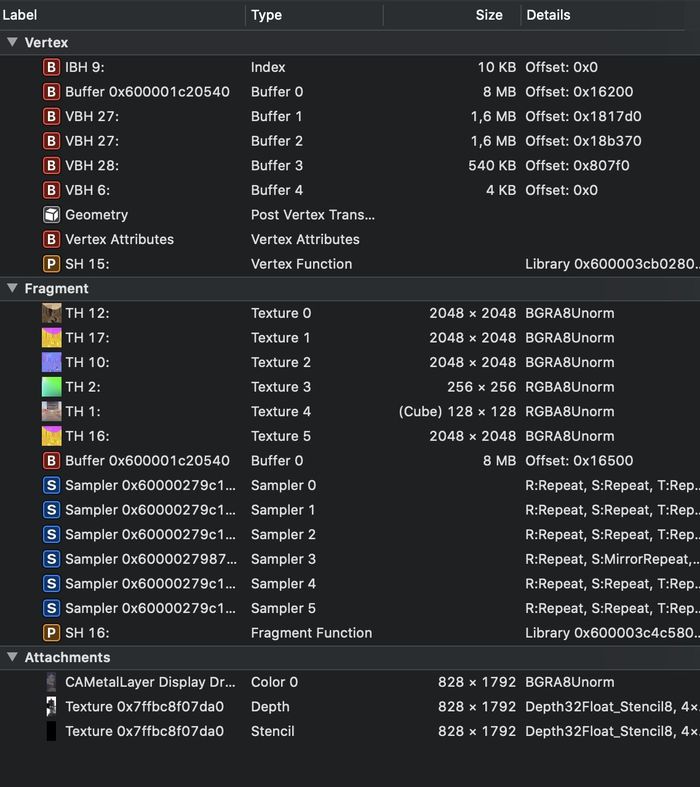 Label Type Size Details
Vertex
B IBH 9: Index 10 KB Offset: 0x0
B Buffer 0x600001c20540 Buffer 0 8 MB Offset: 0x16200
B VBH 27: Buffer 1 1,6 MB Offset: 0x1817d0
B VBH 27: Buffer 2 1,6 MB Offset: 0x18b370
B VBH 28: Buffer 3 540 KB Offset: 0x807f0
B VBH 6: Buffer 4 4 KB Offset: 0x0
Geometry Post Vertex Trans...
B Vertex Attributes Vertex Attributes
P SH 15: Vertex Function Library 0x600003cb0280..
Fragment
TH 12: Texture 0 2048 × 2048 BGRA8Unorm
TH 17: Texture 1 2048 × 2048 BGRA8Unorm
TH 10: Texture 2 2048 × 2048 BGRA8Unorm
TH 2: Texture 3 256 × 256 RGBA8Unorm
TH 1: Texture 4 (Cube) 128 × 128 RGBA8Unorm
TH 16: Texture 5 2048 × 2048 BGRA8Unorm
B Buffer 0x600001c20540 Buffer 0 8 MB Offset: 0x16500
S Sampler 0x60000279c1... Sampler 0 R:Repeat, S:Repeat, T:Rep..
S Sampler 0x60000279c1... Sampler 1 R:Repeat, S:Repeat, T:Rep..
S Sampler 0x60000279c1... Sampler 2 R:Repeat, S:Repeat, T:Rep..
S Sampler 0x6000027987... Sampler 3 R:Repeat, S:MirrorRepeat,..
S Sampler 0x60000279c1... Sampler 4 R:Repeat, S:Repeat, T:Rep..
S Sampler 0x60000279c1... Sampler 5 R:Repeat, S:Repeat, T:Rep..
P SH 16: Fragment Function Library 0x600003c4c580..
Attachments
CAMetalLayer Display Dr... Color 0 828 × 1792 BGRA8Unorm
Texture 0x7ffbc8f07da0 Depth 828 × 1792 Depth32Float_Stencil8, 4×.
Texture 0x7ffbc8f07da0 Stencil 828 × 1792 Depth32Float_Stencil8, 4×.